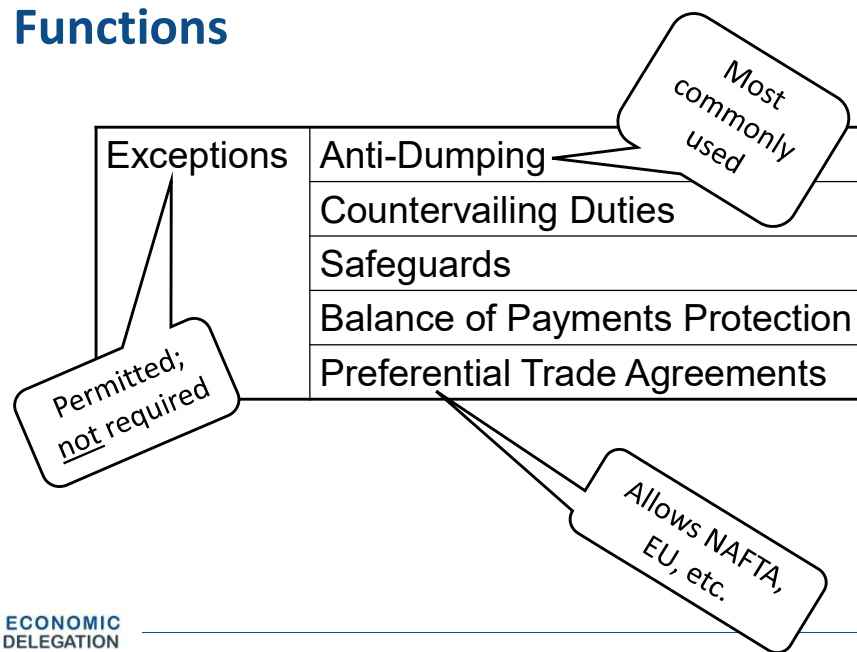 Functions
Most
commonly
used
Exceptions
Anti-Dumping
Countervailing Duties
Safeguards
Balance of Payments Protection
Preferential Trade Agreements
Permitted;
not required
Allows NAFTA,
EU, etc.
ECONOMIC
DELEGATION